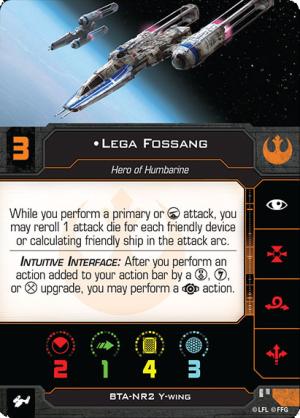 •Lega Fossang
3
Hero of Humbarine
While you perform a primary or attack, you
may reroll 1 attack die for each friendly device
or calculating friendly ship in the attack arc.
Intuitive Interface: After you perform an
action added to your action bar by a , ,
or upgrade, you may perform a action.
2 1 4 3
BTA-NR2 Y-wing
©LFL ©FFG